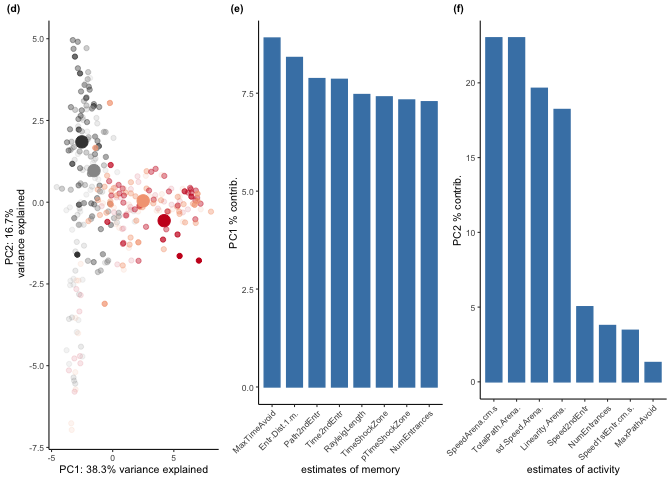 (d)
5.0
2.5
0.0
-2.5
-5.0
-7.5
PC2: 16.7%
variance explained
-5
0
5
PC1: 38.3% variance explained
(e)
7.5
5.0
2.5
0.0
PC1 % contrib.
MaxTimeAvoid
Entr.Dist.1.m.
Path2ndEntr
Time2ndEntr
RayleigLength
TimeShockZone
pTimeShockZone
NumEntrances
estimates of memory
(f)
20
15
10
5
0
PC2 % contrib.
SpeedArena.cm.s
TotalPath.Arena.
sd.Speed.Arena.
Linearity.Arena.
Speed2ndEntr
NumEntrances
Speed1stEntr.cm.s.
MaxPathAvoid
estimates of activity